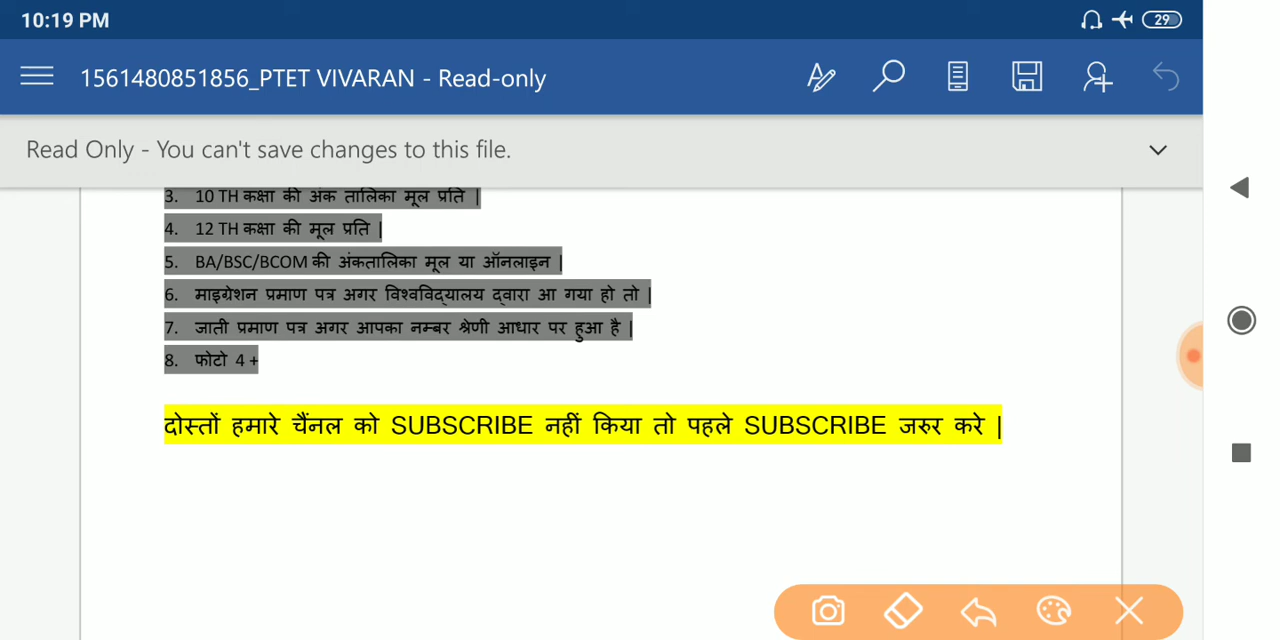 10:19 PM
29
1561480851856_PTET VIVARAN - Read-only
Read Only - You can't save changes to this file.
3. 10 TH कक्षा की अंक तालिका मूल प्रति |
4. 12 TH कक्षा की मूल प्रति |
5. BA/BSC/BCOM की अंकतालिका मूल या ऑनलाइन |
6. माइग्रेशन प्रमाण पत्र अगर विश्वविद्यालय द्वारा आ गया हो तो |
7. जाती प्रमाण पत्र अगर आपका नम्बर श्रेणी आधार पर हुआ है |
8. फोटो 4 +
दोस्तों हमारे चैंनल को SUBSCRIBE नहीं किया तो पहले SUBSCRIBE जरुर करे |